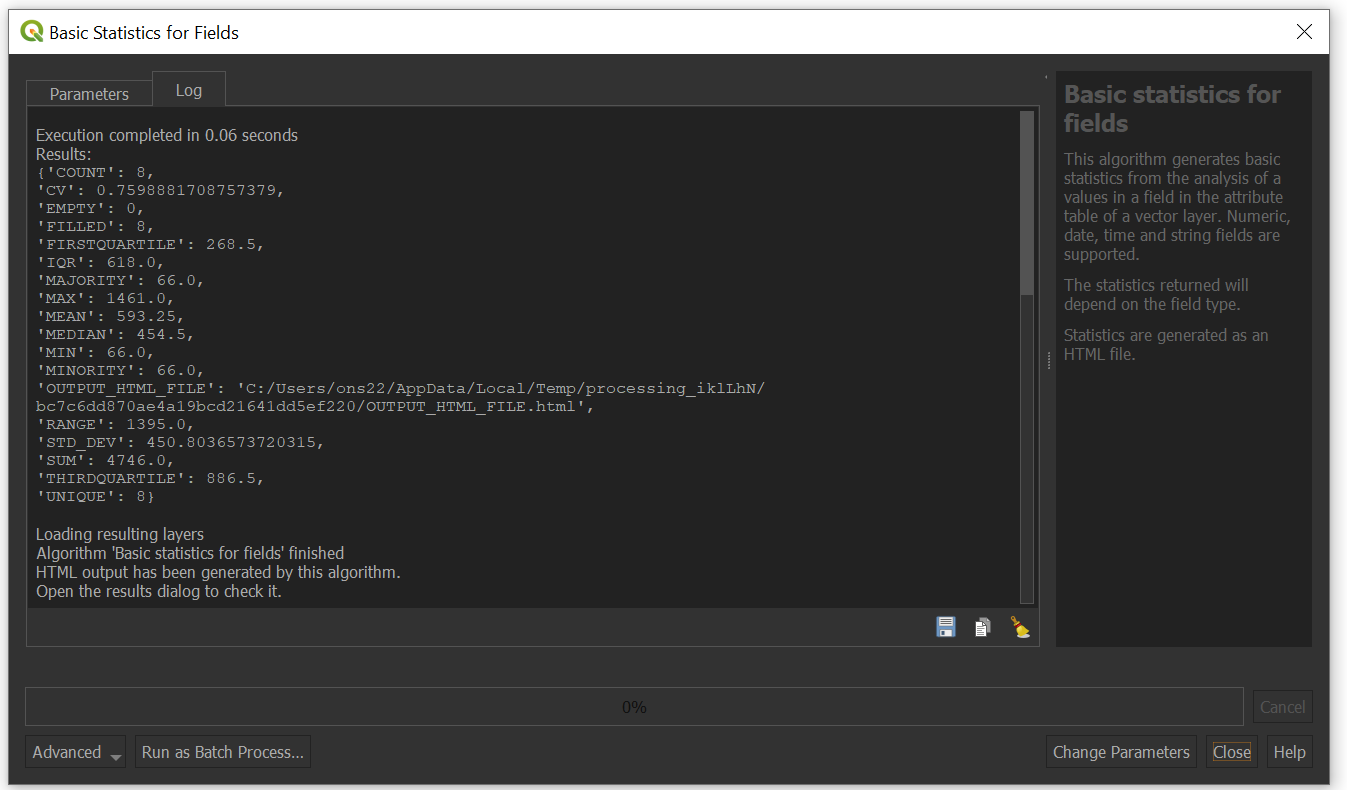 Basic Statistics for Fields
Parameters
Log
Execution completed in 0.06 seconds
Results:
{'COUNT': 8,
'CV': 0.7598881708757379,
'EMPTY': 0,
'FILLED': 8,
'FIRSTQUARTILE': 268.5,
'IQR': 618.0,
'MAJORITY': 66.0,
'MAX': 1461.0,
'MEAN': 593.25,
'MEDIAN': 454.5,
'MIN': 66.0,
'MINORITY': 66.0,
'OUTPUT_HTML_FILE': 'C:/Users/ons22/AppData/Local/Temp/processing_iklLhN/
bc7c6dd870ae4a19bcd21641dd5ef220/OUTPUT_HTML_FILE.html',
'RANGE': 1395.0,
'STD_DEV': 450.8036573720315,
'SUM': 4746.0,
'THIRDQUARTILE': 886.5,
'UNIQUE': 8}
Loading resulting layers
Algorithm 'Basic statistics for fields' finished
HTML output has been generated by this algorithm.
Open the results dialog to check it.
Basic statistics for
fields
This algorithm generates basic
statistics from the analysis of a
values in a field in the attribute
table of a vector layer. Numeric,
date, time and string fields are
supported.
The statistics returned will
depend on the field type.
Statistics are generated as an
HTML file.
0%
Cancel
Advanced
Run as Batch Process...
Change Parameters
Close
Help